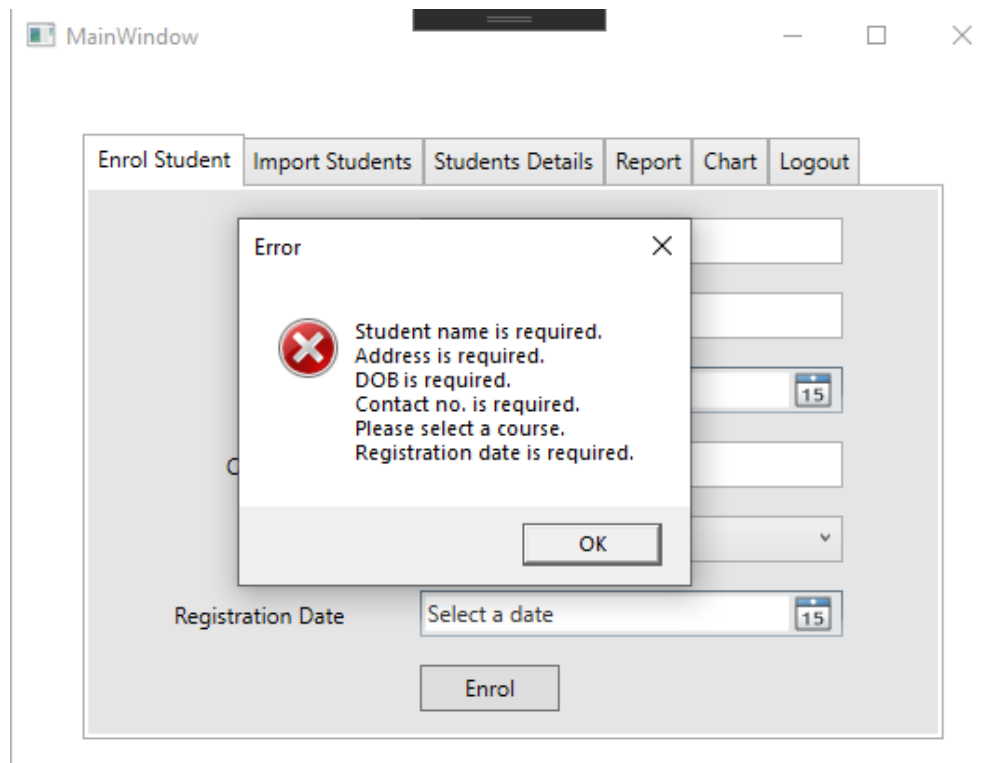 MainWindow
Enrol Student Import Students Students Details Report Chart Logout
Error
Student name is required.
Address is required.
DOB is required.
15
Contact no. is required.
Please select a course.
Registration date is required.
C
OK
Registration Date Select a date 15
Enrol